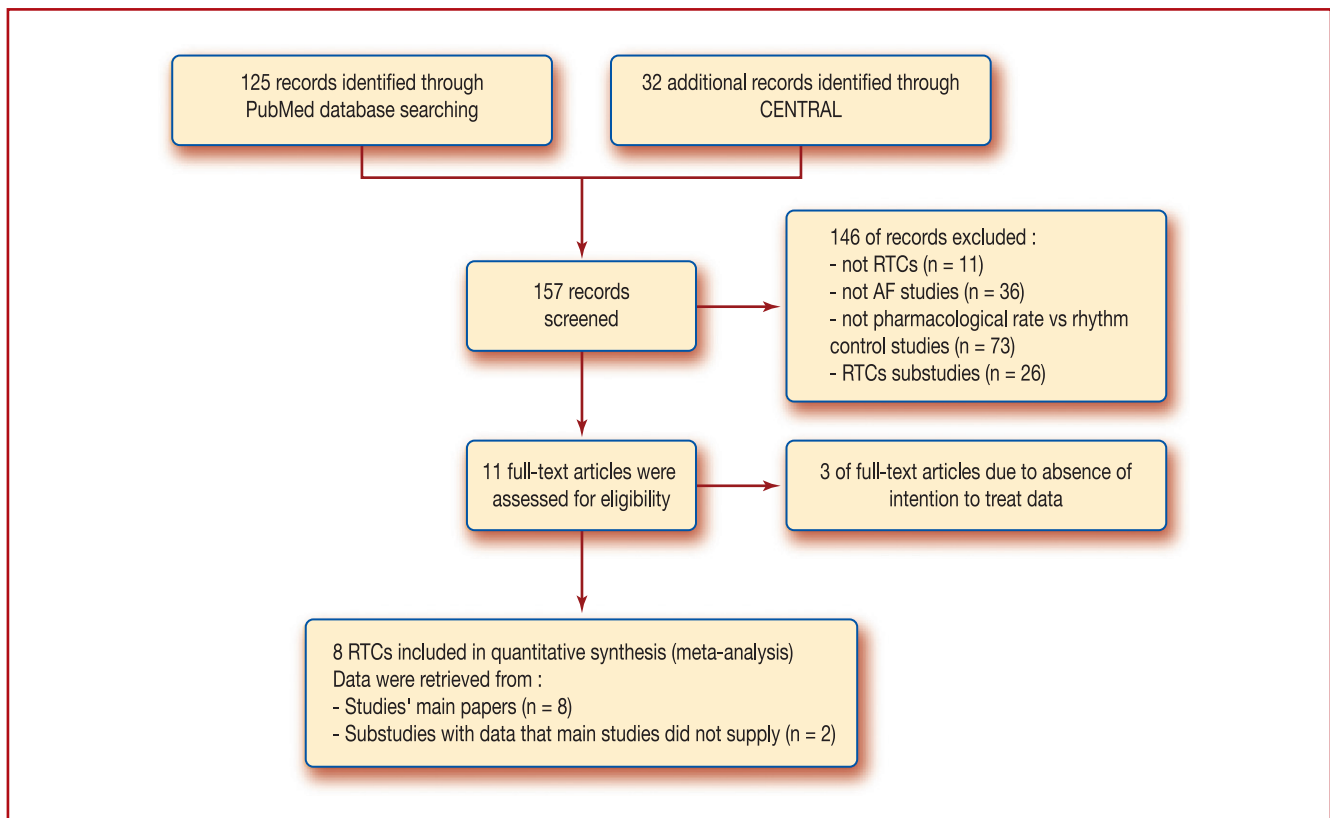 125 records identified through
PubMed database searching
32 additional records identified through
CENTRAL
157 records
screened
146 of records excluded :
- not RTCs (n = 11)
- not AF studies (n = 36)
- not pharmacological rate vs rhythm
control studies (n = 73)
- RTCs substudies (n = 26)
11 full-text articles were
assessed for eligibility
3 of full-text articles due to absence of
intention to treat data
8 RTCs included in quantitative synthesis (meta-analysis)
Data were retrieved from :
- Studies' main papers (n = 8)
- Substudies with data that main studies did not supply (n = 2)